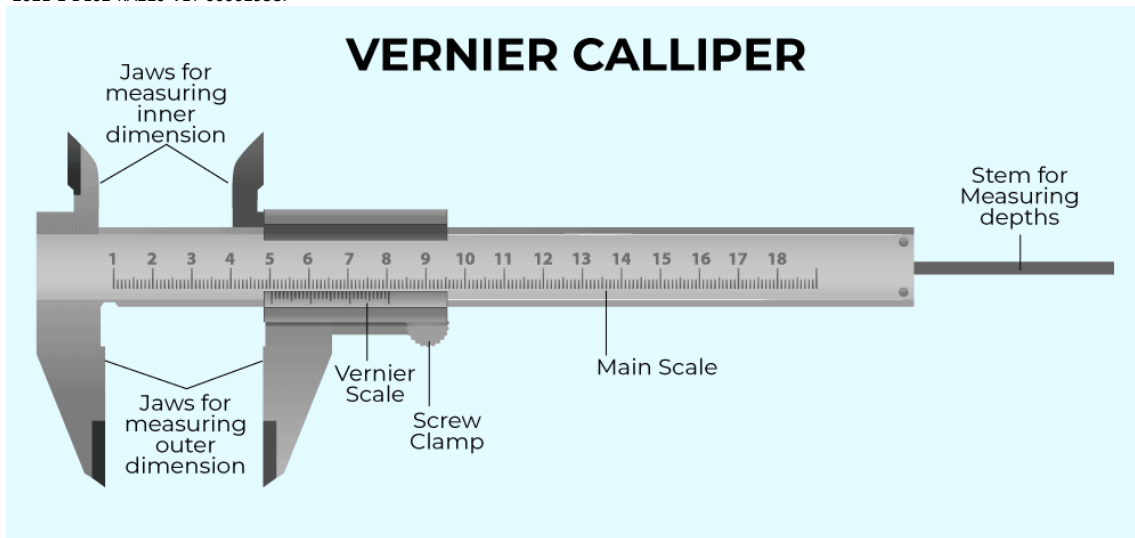 VERNIER CALLIPER
Jaws for
measuring
inner
dimension
Stem for
Measuring
depths
1 2 3 4 5 6 7 8 9 10 11 12 13 14 15 16 17 18
Main Scale
Vernier
Scale
Screw
Clamp
Jaws for
measuring
outer
dimension